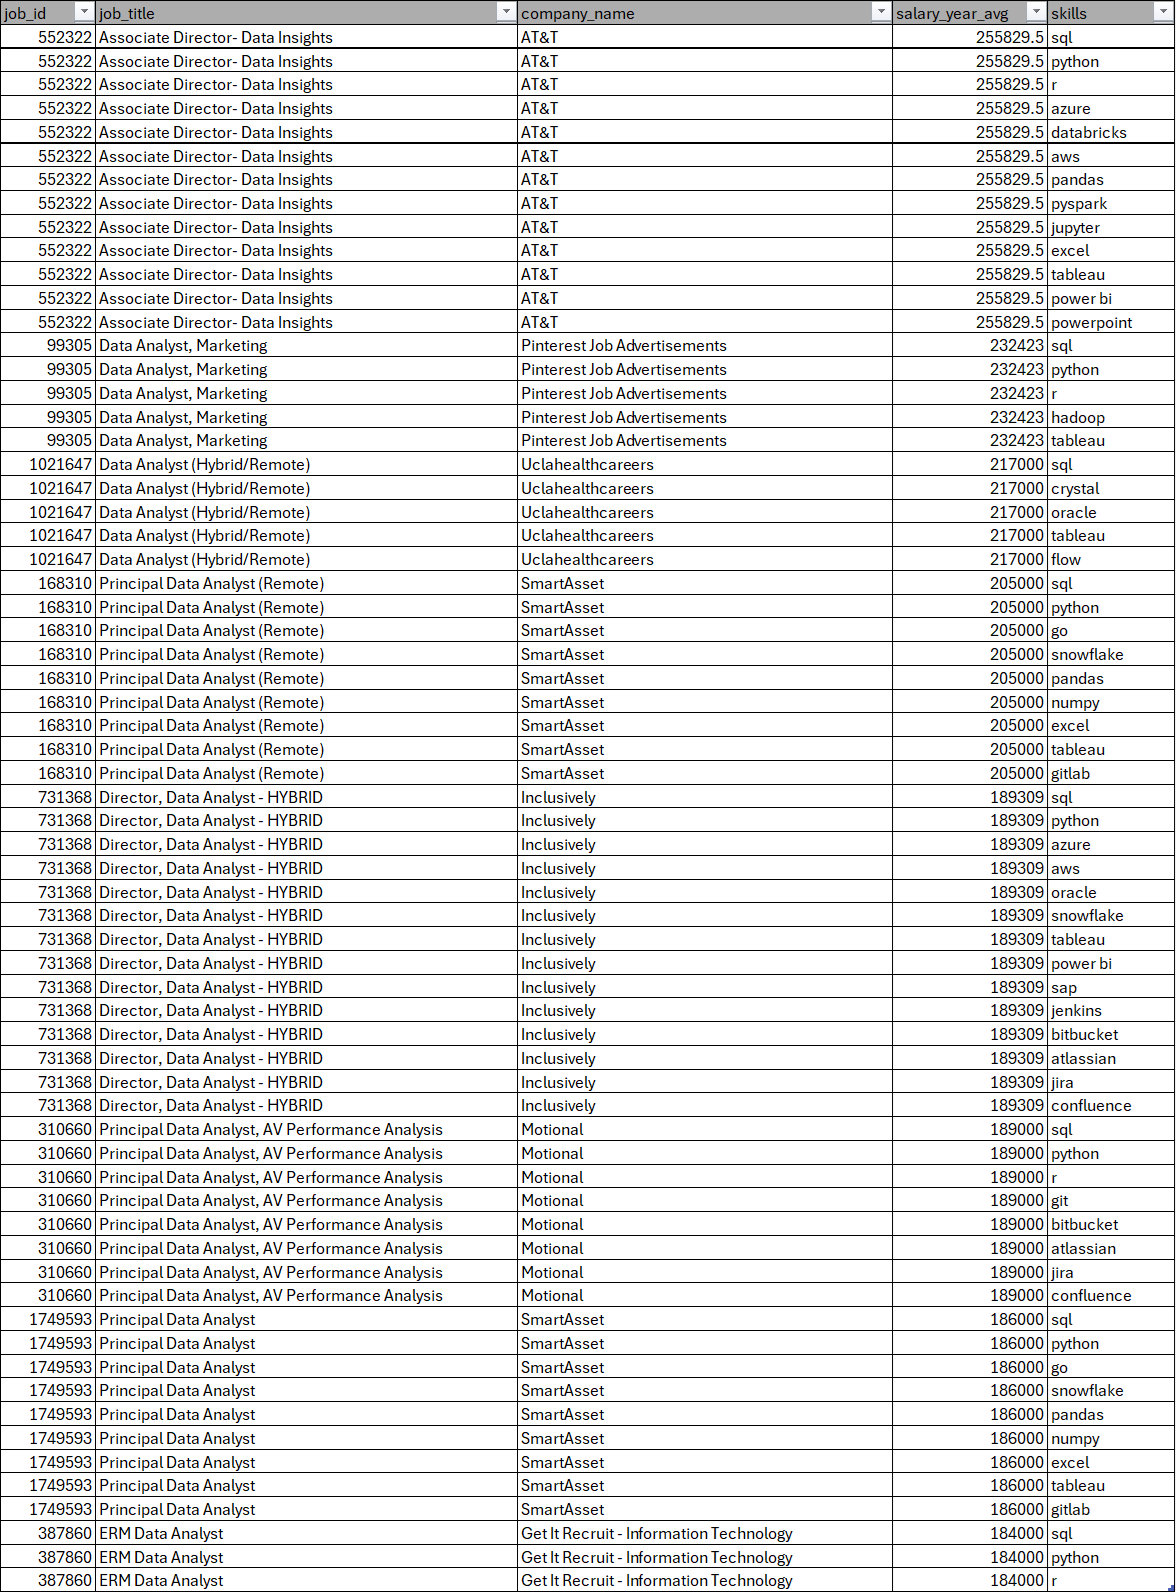 job_id job_title company_name salary_year_avg skills
552322 Associate Director- Data Insights AT&T 255829.5 sql
552322 Associate Director- Data Insights AT&T 255829.5 python
552322 Associate Director- Data Insights AT&T 255829.5 r
552322 Associate Director- Data Insights AT&T 255829.5 azure
552322 Associate Director- Data Insights AT&T 255829.5 databricks
552322 Associate Director- Data Insights AT&T 255829.5 aws
552322 Associate Director- Data Insights AT&T 255829.5 pandas
552322 Associate Director- Data Insights AT&T 255829.5 pyspark
552322 Associate Director- Data Insights AT&T 255829.5 jupyter
552322 Associate Director- Data Insights AT&T 255829.5 excel
552322 Associate Director- Data Insights AT&T 255829.5 tableau
552322 Associate Director- Data Insights AT&T 255829.5 power bi
552322 Associate Director- Data Insights AT&T 255829.5 powerpoint
99305 Data Analyst, Marketing Pinterest Job Advertisements 232423 sql
99305 Data Analyst, Marketing Pinterest Job Advertisements 232423 python
99305 Data Analyst, Marketing Pinterest Job Advertisements 232423 r
99305 Data Analyst, Marketing Pinterest Job Advertisements 232423 hadoop
99305 Data Analyst, Marketing Pinterest Job Advertisements 232423 tableau
1021647 Data Analyst (Hybrid/Remote) Uclahealthcareers 217000 sql
1021647 Data Analyst (Hybrid/Remote) Uclahealthcareers 217000 crystal
1021647 Data Analyst (Hybrid/Remote) Uclahealthcareers 217000 oracle
1021647 Data Analyst (Hybrid/Remote) Uclahealthcareers 217000 tableau
1021647 Data Analyst (Hybrid/Remote) Uclahealthcareers 217000 flow
168310 Principal Data Analyst (Remote) SmartAsset 205000 sql
168310 Principal Data Analyst (Remote) SmartAsset 205000 python
168310 Principal Data Analyst (Remote) SmartAsset 205000 go
168310 Principal Data Analyst (Remote) SmartAsset 205000 snowflake
168310 Principal Data Analyst (Remote) SmartAsset 205000 pandas
168310 Principal Data Analyst (Remote) SmartAsset 205000 numpy
168310 Principal Data Analyst (Remote) SmartAsset 205000 excel
168310 Principal Data Analyst (Remote) SmartAsset 205000 tableau
168310 Principal Data Analyst (Remote) SmartAsset 205000 gitlab
731368 Director, Data Analyst - HYBRID Inclusively 189309 sql
731368 Director, Data Analyst - HYBRID Inclusively 189309 python
731368 Director, Data Analyst - HYBRID Inclusively 189309 azure
731368 Director, Data Analyst - HYBRID Inclusively 189309 aws
731368 Director, Data Analyst - HYBRID Inclusively 189309 oracle
731368 Director, Data Analyst - HYBRID Inclusively 189309 snowflake
731368 Director, Data Analyst - HYBRID Inclusively 189309 tableau
731368 Director, Data Analyst - HYBRID Inclusively 189309 power bi
731368 Director, Data Analyst - HYBRID Inclusively 189309 sap
731368 Director, Data Analyst - HYBRID Inclusively 189309 jenkins
731368 Director, Data Analyst - HYBRID Inclusively 189309 bitbucket
731368 Director, Data Analyst - HYBRID Inclusively 189309 atlassian
731368 Director, Data Analyst - HYBRID Inclusively 189309 jira
731368 Director, Data Analyst - HYBRID Inclusively 189309 confluence
310660 Principal Data Analyst, AV Performance Analysis Motional 189000 sql
310660 Principal Data Analyst, AV Performance Analysis Motional 189000 python
310660 Principal Data Analyst, AV Performance Analysis Motional 189000 r
310660 Principal Data Analyst, AV Performance Analysis Motional 189000 git
310660 Principal Data Analyst, AV Performance Analysis Motional 189000 bitbucket
310660 Principal Data Analyst, AV Performance Analysis Motional 189000 atlassian
310660 Principal Data Analyst, AV Performance Analysis Motional 189000 jira
310660 Principal Data Analyst, AV Performance Analysis Motional 189000 confluence
1749593 Principal Data Analyst SmartAsset 186000 sql
1749593 Principal Data Analyst SmartAsset 186000 python
1749593 Principal Data Analyst SmartAsset 186000 go
1749593 Principal Data Analyst SmartAsset 186000 snowflake
1749593 Principal Data Analyst SmartAsset 186000 pandas
1749593 Principal Data Analyst SmartAsset 186000 numpy
1749593 Principal Data Analyst SmartAsset 186000 excel
1749593 Principal Data Analyst SmartAsset 186000 tableau
1749593 Principal Data Analyst SmartAsset 186000 gitlab
387860 ERM Data Analyst Get It Recruit - Information Technology 184000 sql
387860 ERM Data Analyst Get It Recruit - Information Technology 184000 python
387860 ERM Data Analyst Get It Recruit - Information Technology 184000 r